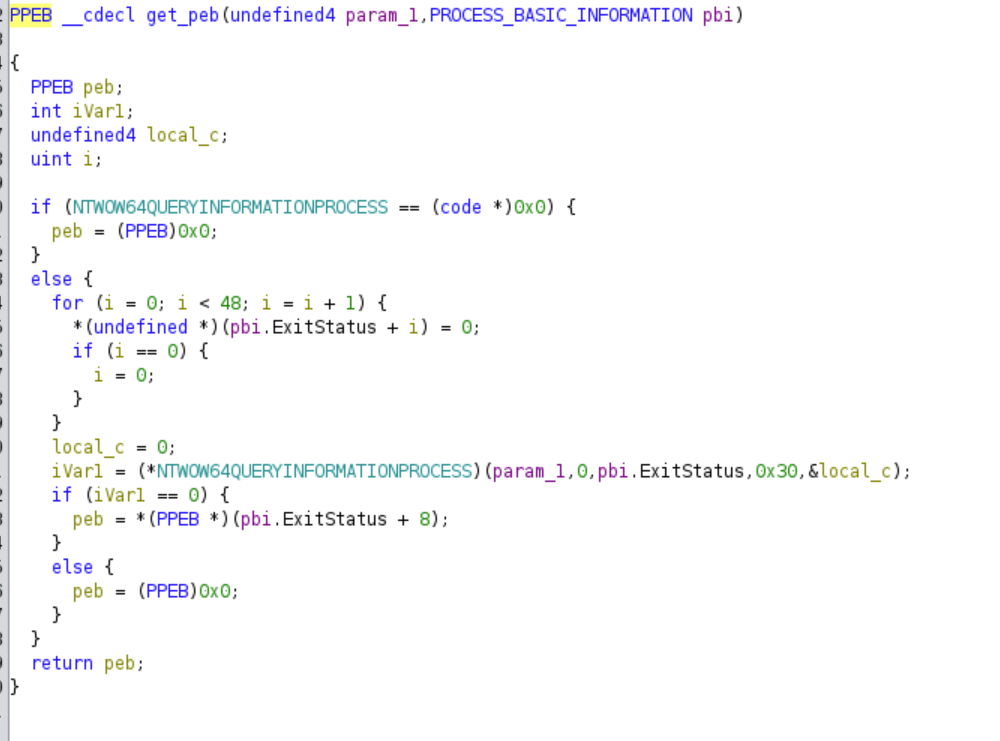 PPEB __cdecl get_peb(undefined4 param_1,PROCESS_BASIC_INFORMATION pbi)
{
PPEB peb;
int iVar1;
undefined4 local_c;
uint i;
if (NTWOW64QUERYINFORMATIONPROCESS == (code *)0x0) {
peb = (PPEB)0x0;
}
else {
for (i = 0; i < 48; i = i + 1) {
*(undefined *)(pbi.ExitStatus + i) = 0;
if (i == 0) {
i = 0;
}
}
local_c = 0;
iVar1 = (*NTWOW64QUERYINFORMATIONPROCESS)(param_1,0,pbi.ExitStatus,0x30,&local_c);
if (iVar1 == 0) {
peb = *(PPEB *)(pbi.ExitStatus + 8);
}
else {
peb = (PPEB)0x0;
}
}
return peb;
}